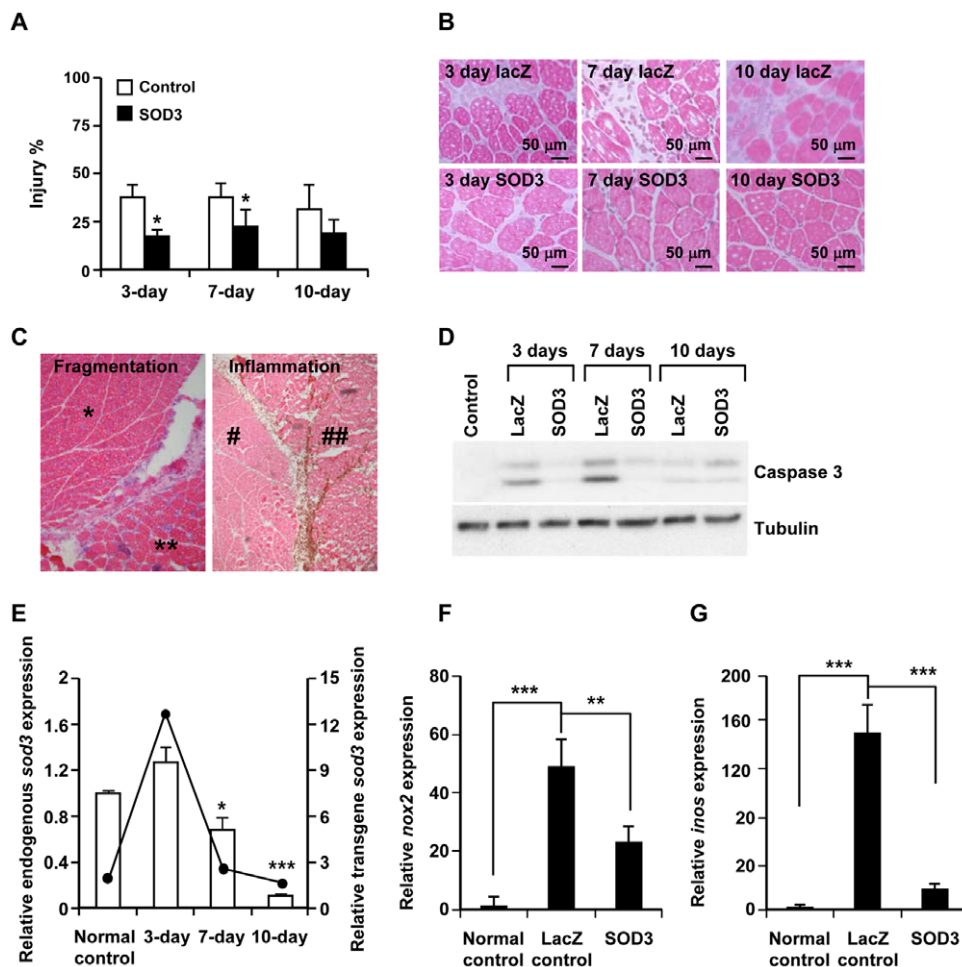 A
100
75
50
25
0
Injury %
Control
SOD3
*
*
3-day
7-day
10-day
B
3 day lacZ
7 day lacZ
10 day lacZ
50 μm
50 μm
50 μm
3 day SOD3
7 day SOD3
10 day SOD3
50 μm
50 μm
50 μm
C
Fragmentation
Inflammation
*
**
#
##
D
3 days
7 days
10 days
Control
LacZ
SOD3
LacZ
SOD3
LacZ
SOD3
Caspase 3
Tubulin
E
Relative endogenous sod3 expression
2
1.6
1.2
0.8
0.4
0
Relative transgene sod3 expression
15
12
9
6
3
0
*
***
Normal control
3-day
7-day
10-day
F
Relative nox2 expression
80
60
40
20
0
***
**
Normal control
LacZ control
SOD3
G
Relative inos expression
200
160
120
20
20
0
***
***
Normal control
LacZ control
SOD3